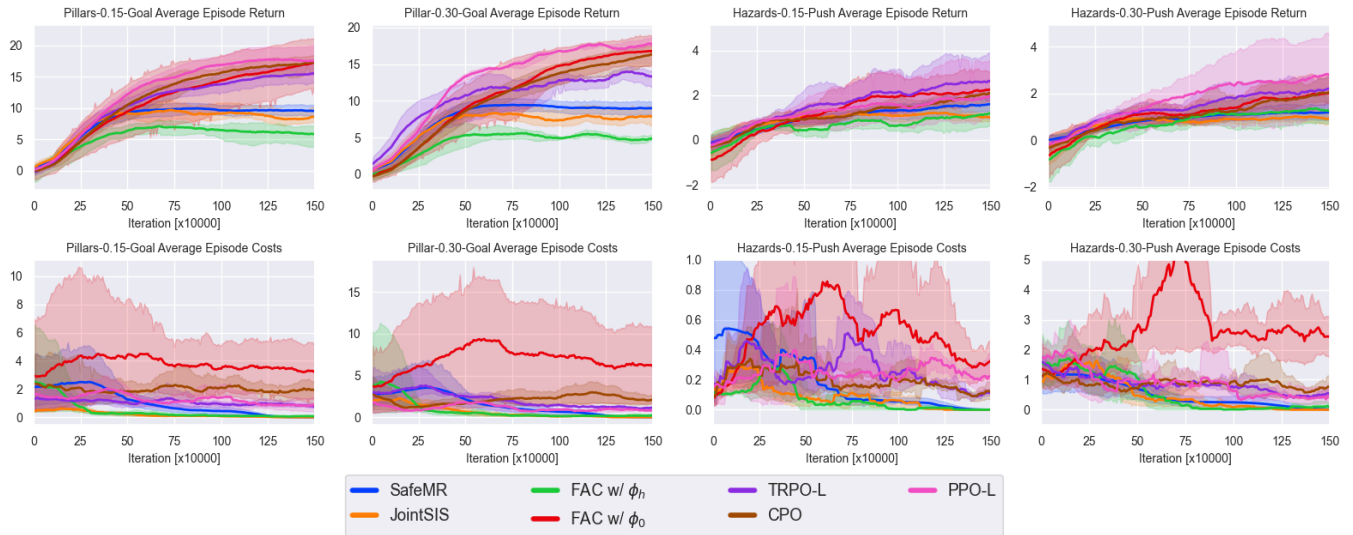 Pillars-0.15-Goal Average Episode Return
20
15
10
5
0
0 25 50 75 100 125 150
Iteration [x10000]
Pillar-0.30-Goal Average Episode Return
20
15
10
5
0
0 25 50 75 100 125 150
Iteration [x10000]
Hazards-0.15-Push Average Episode Return
4
2
0
−2
0 25 50 75 100 125 150
Iteration [x10000]
Hazards-0.30-Push Average Episode Return
4
2
0
−2
0 25 50 75 100 125 150
Iteration [x10000]
Pillars-0.15-Goal Average Episode Costs
10
8
6
4
2
0
0 25 50 75 100 125 150
Iteration [x10000]
Pillar-0.30-Goal Average Episode Costs
15
10
5
0
0 25 50 75 100 125 150
Iteration [x10000]
Hazards-0.15-Push Average Episode Costs
1.0
0.8
0.6
0.4
0.2
0.0
0 25 50 75 100 125 150
Iteration [x10000]
Hazards-0.30-Push Average Episode Costs
5
4
3
2
1
0
0 25 50 75 100 125 150
Iteration [x10000]
SafeMR
JointSIS
FAC w/ ϕh
FAC w/ ϕ0
TRPO-L
CPO
PPO-L